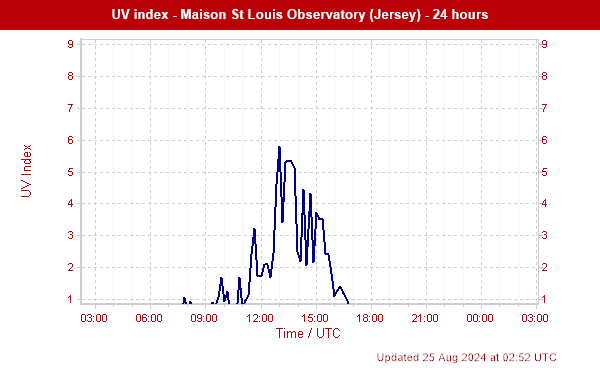 UV index - Maison St Louis Observatory (Jersey) - 24 hours
9 9
8 8
7 7
6 6
5 5
4 4
3 3
2 2
1 1
UV Index
03:00 06:00 09:00 12:00 15:00 18:00 21:00 00:00 03:00
Time / UTC
Updated 25 Aug 2024 at 02:52 UTC